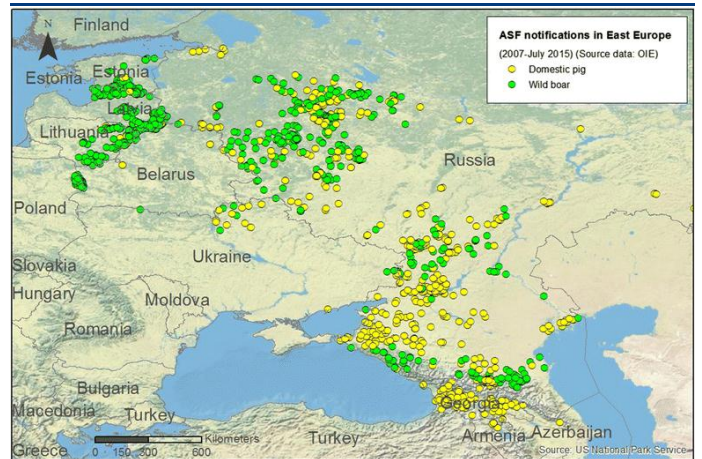 N
Finland
ASF notifications in East Europe
(2007-July 2015) (Source data: OIE)
Domestic pig
Wild boar
Estonia
Estonia
Latvia
Lithuania
Russia
Belarus
Poland
Ukraine
Slovakia
Hungary
Moldova
Romania
Bulgaria
Georgia
Macedonia
Turkey
Kilometers
0 150 300 600
Turkey
Armenia
Azerbaijan
Greece
Source: US National Park Service